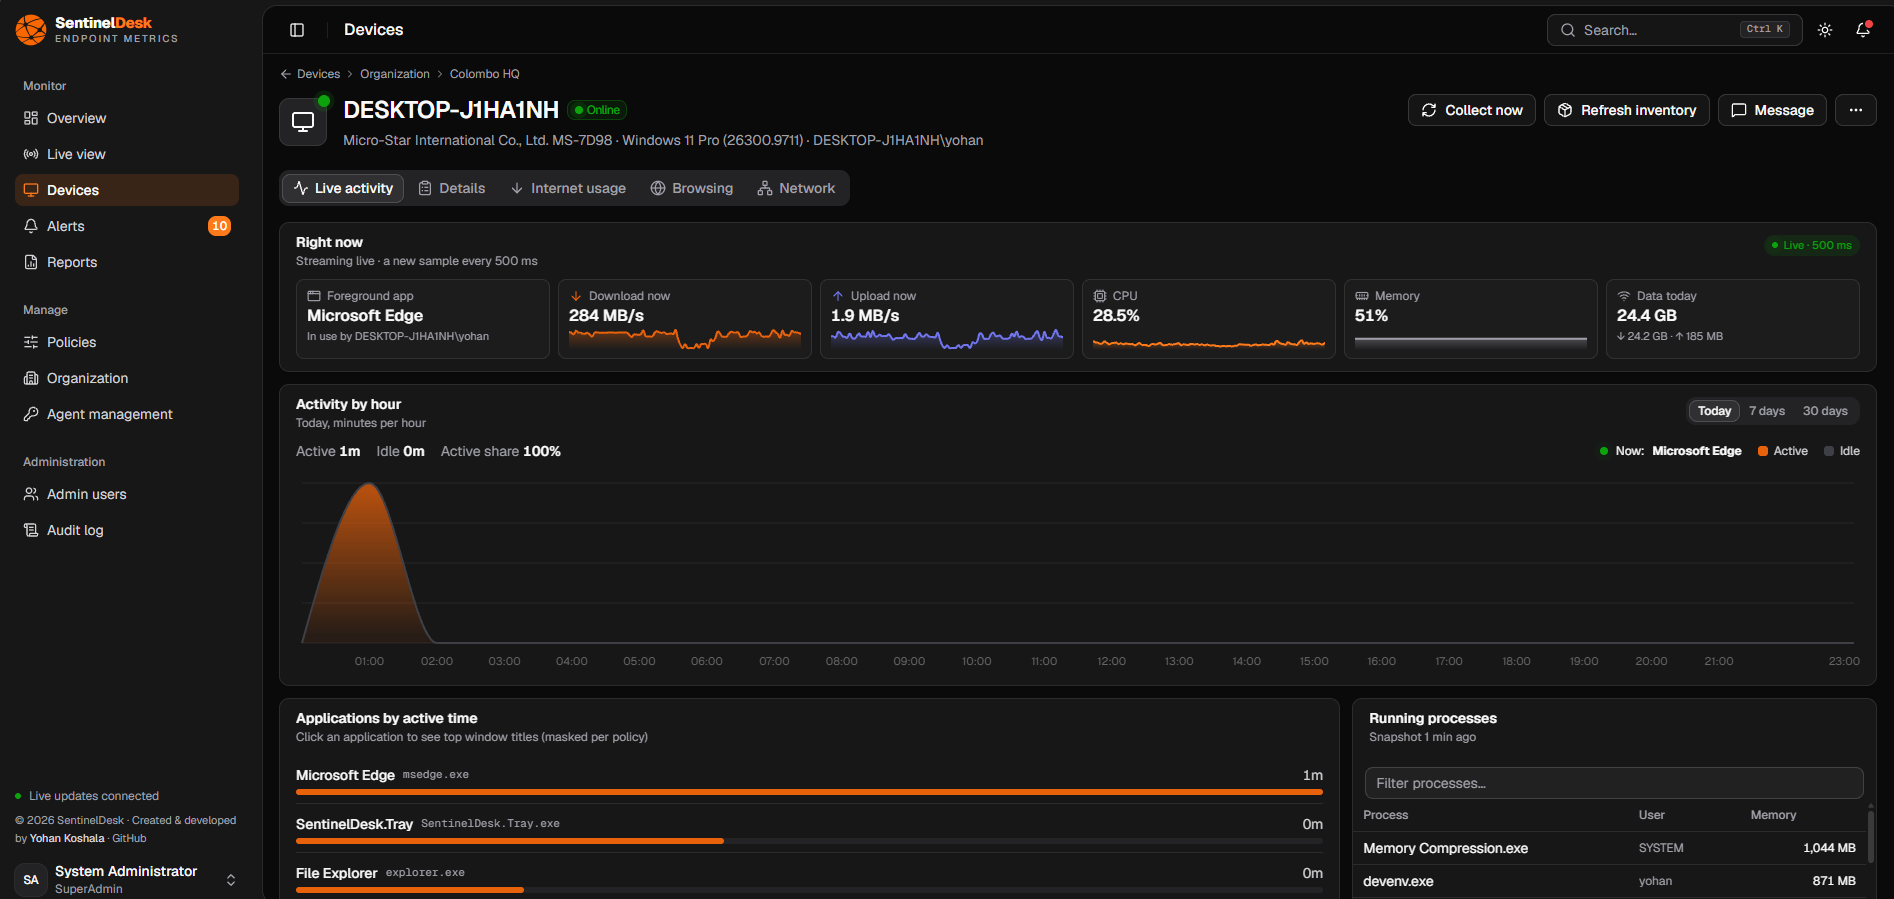 SentinelDesk
ENDPOINT METRICS
Monitor
Overview
Live view
Devices
Alerts 10
Reports
Manage
Policies
Organization
Agent management
Administration
Admin users
Audit log
Live updates connected
© 2026 SentinelDesk · Created & developed
by Yohan Koshala · GitHub
SA
System Administrator
SuperAdmin
Devices
Search... Ctrl K
Devices > Organization > Colombo HQ
DESKTOP-J1HA1NH Online
Micro-Star International Co., Ltd. MS-7D98 · Windows 11 Pro (26300.9711) · DESKTOP-J1HA1NH\yohan
Collect now Refresh inventory Message ···
Live activity Details Internet usage Browsing Network
Right now
Streaming live · a new sample every 500 ms
Live · 500 ms
Foreground app
Microsoft Edge
In use by DESKTOP-J1HA1NH\yohan
Download now
284 MB/s
Upload now
1.9 MB/s
CPU
28.5%
Memory
51%
Data today
24.4 GB
↓ 24.2 GB · ↑ 185 MB
Activity by hour
Today, minutes per hour
Today 7 days 30 days
Active 1m Idle 0m Active share 100%
Now: Microsoft Edge Active Idle
01:00 02:00 03:00 04:00 05:00 06:00 07:00 08:00 09:00 10:00 11:00 12:00 13:00 14:00 15:00 16:00 17:00 18:00 19:00 20:00 21:00 23:00
Applications by active time
Click an application to see top window titles (masked per policy)
Microsoft Edge msedge.exe 1m
SentinelDesk.Tray SentinelDesk.Tray.exe 0m
File Explorer explorer.exe 0m
Running processes
Snapshot 1 min ago
Filter processes...
Process User Memory
Memory Compression.exe SYSTEM 1,044 MB
devenv.exe yohan 871 MB